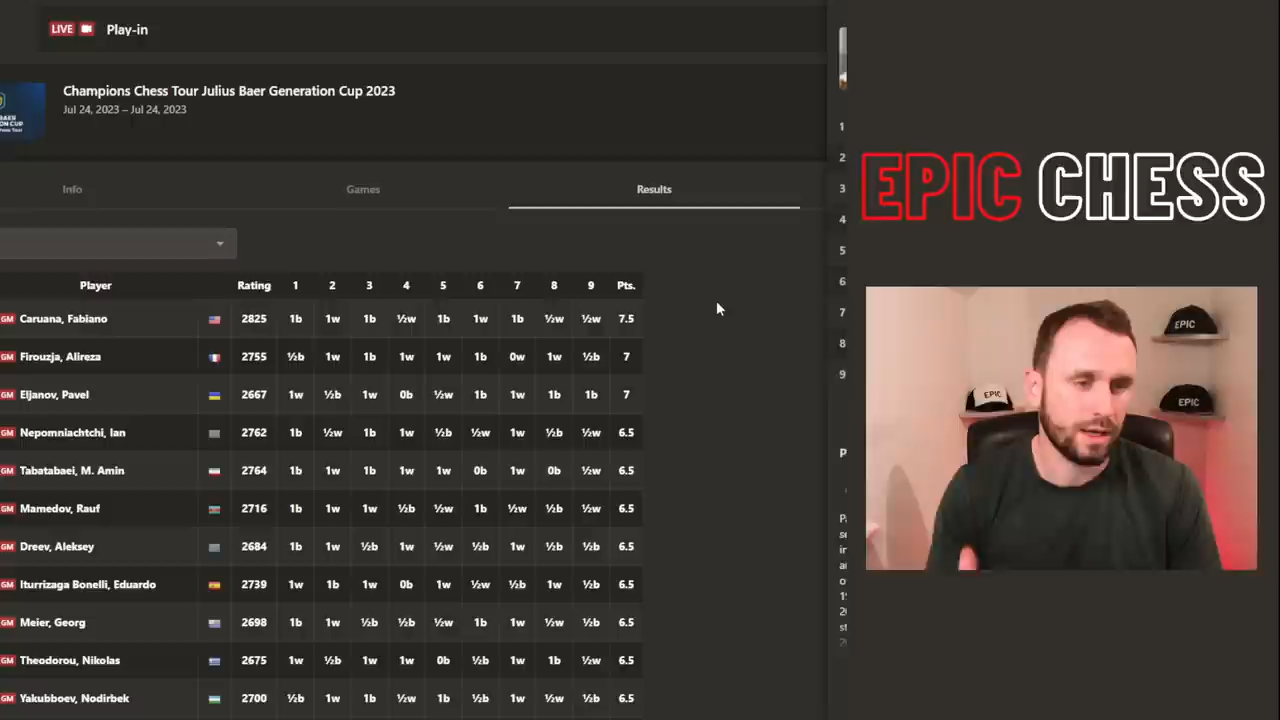 LIVE Play-in
Champions Chess Tour Julius Baer Generation Cup 2023
Jul 24, 2023 – Jul 24, 2023
Info Games Results
Player Rating 1 2 3 4 5 6 7 8 9 Pts.
GM Caruana, Fabiano 2825 1b 1w 1b ½w 1b 1w 1b ½w ½w 7.5
GM Firouzja, Alireza 2755 ½b 1w 1b 1w 1w 1b 0w 1w ½b 7
GM Eljanov, Pavel 2667 1w ½b 1w 0b ½w 1b 1w 1b 1b 7
GM Nepomniachtchi, Ian 2762 1b ½w 1b 1w ½b ½w 1w ½b ½w 6.5
GM Tabatabaei, M. Amin 2764 1b 1w 1b 1w 1w 0b 1w 0b ½w 6.5
GM Mamedov, Rauf 2716 1b 1w 1w ½b ½w 1b ½w ½b ½b 6.5
GM Dreev, Aleksey 2684 1b 1w ½b 1w ½w ½b 1w ½b ½b 6.5
GM Iturrizaga Bonelli, Eduardo 2739 1w 1b 1w 0b 1w ½w ½b 1w ½b 6.5
GM Meier, Georg 2698 1b 1w ½b ½b ½w 1b 1w ½w ½b 6.5
GM Theodorou, Nikolas 2675 1w ½b 1w 1w 0b ½b 1w 1b ½w 6.5
GM Yakubboev, Nodirbek 2700 ½b 1w 1b ½w 1b ½b 1w ½w ½b 6.5
1
2
3
4
5
6
7
8
9
EPIC CHESS
EPIC
EPIC
EPIC